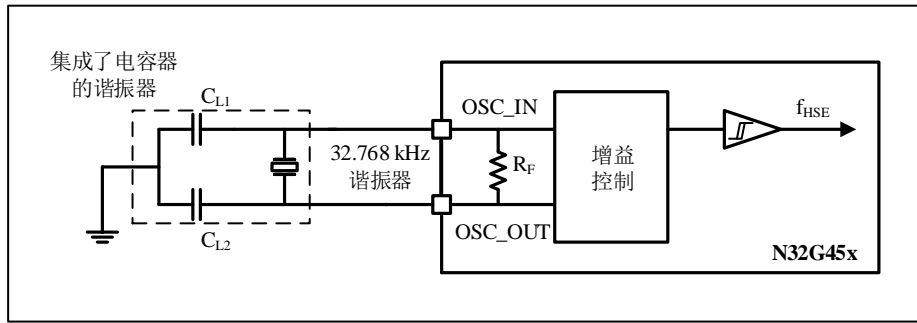 集成了电容器
的谐振器
CL1
OSC_IN
fHSE
32.768 kHz
谐振器
RF
增益
控制
CL2
OSC_OUT
N32G45x